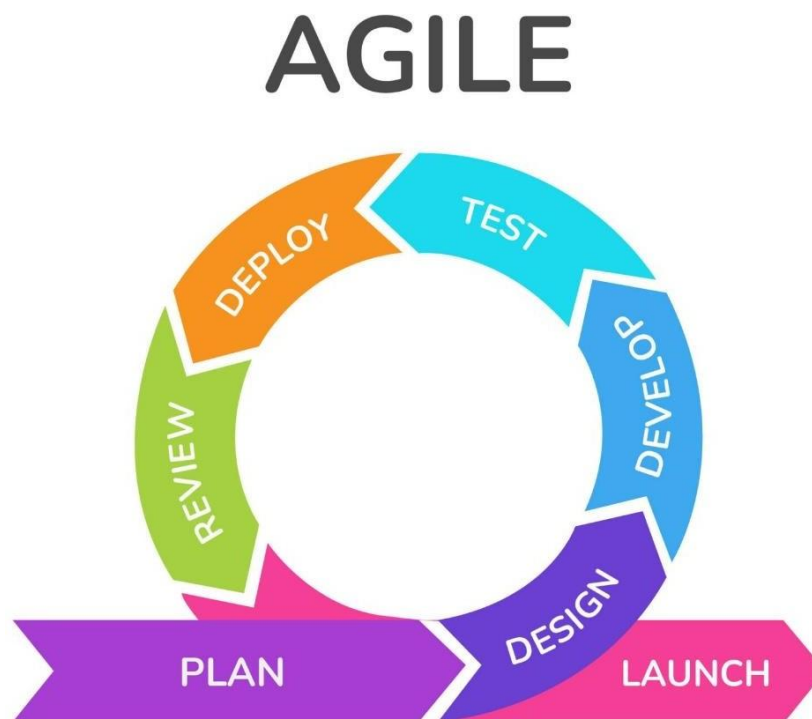 AGILE
PLAN
DESIGN
DEVELOP
TEST
DEPLOY
REVIEW
LAUNCH